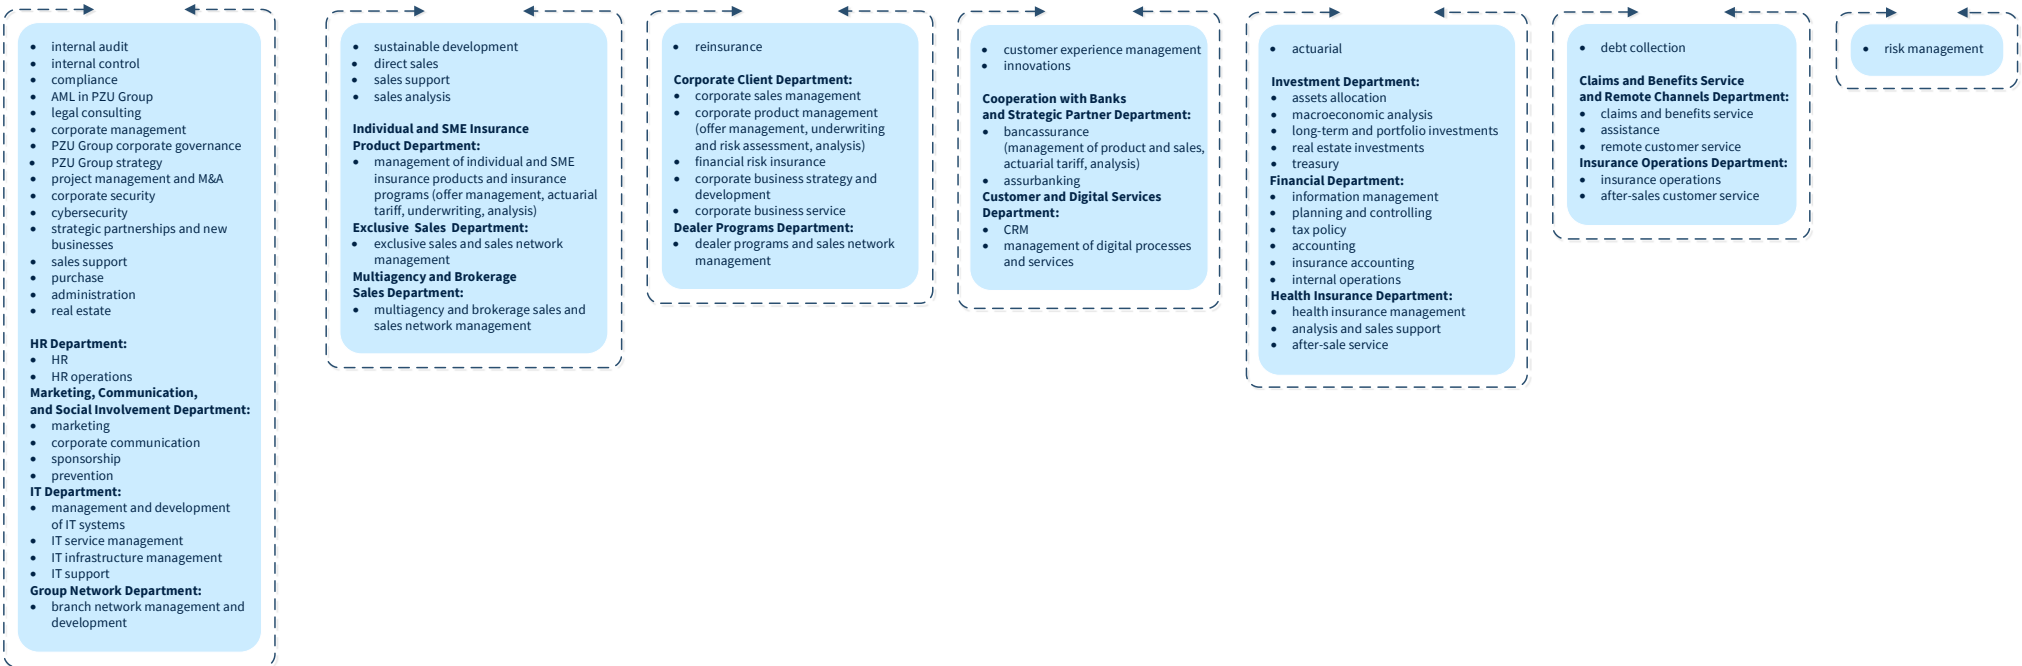 • internal audit
• internal control
• compliance
• AML in PZU Group
• legal consulting
• corporate management
• PZU Group corporate governance
• PZU Group strategy
• project management and M&A
• corporate security
• cybersecurity
• strategic partnerships and new
businesses
• sales support
• purchase
• administration
• real estate
HR Department:
• HR
• HR operations
Marketing, Communication,
and Social Involvement Department:
• marketing
• corporate communication
• sponsorship
• prevention
IT Department:
• management and development
of IT systems
• IT service management
• IT infrastructure management
• IT support
Group Network Department:
• branch network management and
development
• sustainable development
• direct sales
• sales support
• sales analysis
Individual and SME Insurance
Product Department:
• management of individual and SME
insurance products and insurance
programs (offer management, actuarial
tariff, underwriting, analysis)
Exclusive Sales Department:
• exclusive sales and sales network
management
Multiagency and Brokerage
Sales Department:
• multiagency and brokerage sales and
sales network management
• reinsurance
Corporate Client Department:
• corporate sales management
• corporate product management
(offer management, underwriting
and risk assessment, analysis)
• financial risk insurance
• corporate business strategy and
development
• corporate business service
Dealer Programs Department:
• dealer programs and sales network
management
• customer experience management
• innovations
Cooperation with Banks
and Strategic Partner Department:
• bancassurance
(management of product and sales,
actuarial tariff, analysis)
• assurbanking
Customer and Digital Services
Department:
• CRM
• management of digital processes
and services
• actuarial
Investment Department:
• assets allocation
• macroeconomic analysis
• long-term and portfolio investments
• real estate investments
• treasury
Financial Department:
• information management
• planning and controlling
• tax policy
• accounting
• insurance accounting
• internal operations
Health Insurance Department:
• health insurance management
• analysis and sales support
• after-sale service
• debt collection
Claims and Benefits Service
and Remote Channels Department:
• claims and benefits service
• assistance
• remote customer service
Insurance Operations Department:
• insurance operations
• after-sales customer service
• risk management